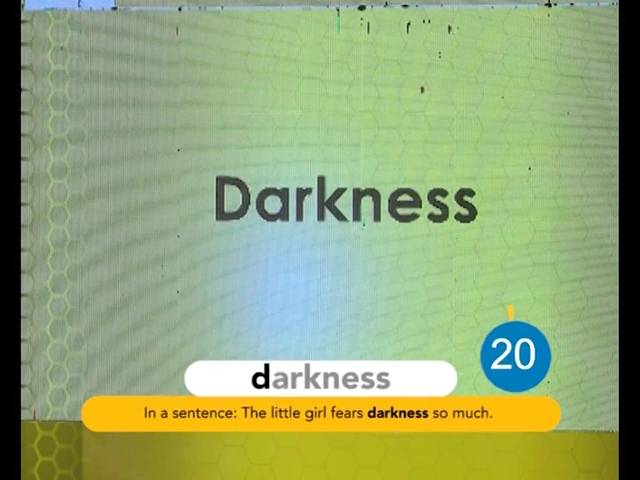 Darkness
20
darkness
In a sentence: The little girl fears darkness so much.